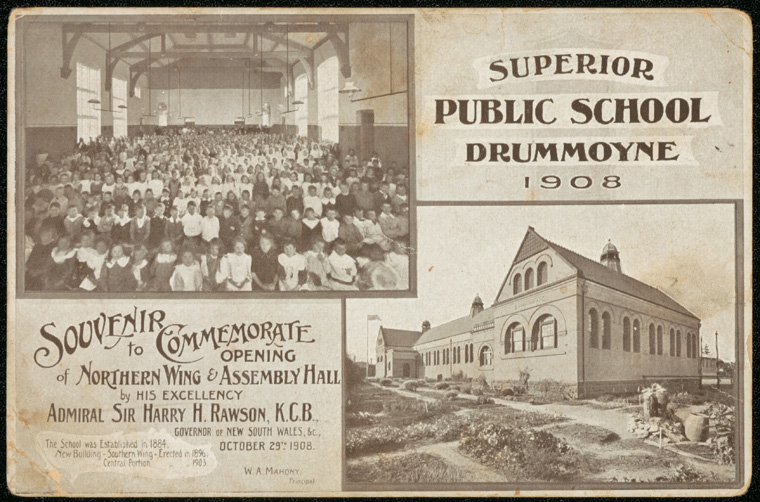 SUPERIOR
PUBLIC SCHOOL
DRUMMOYNE
1908
SOUVENIR
to COMMEMORATE
OPENING
of NORTHERN WING & ASSEMBLY HALL
by HIS EXCELLENCY
ADMIRAL SIR HARRY H. RAWSON, K.C.B.,
GOVERNOR OF NEW SOUTH WALES, &c.,
OCTOBER 29TH 1908.
The School was Established in 1884.
New Building - Southern Wing - Erected in 1896.
Central Portion " " 1903
W. A. MAHONY.
Principal.